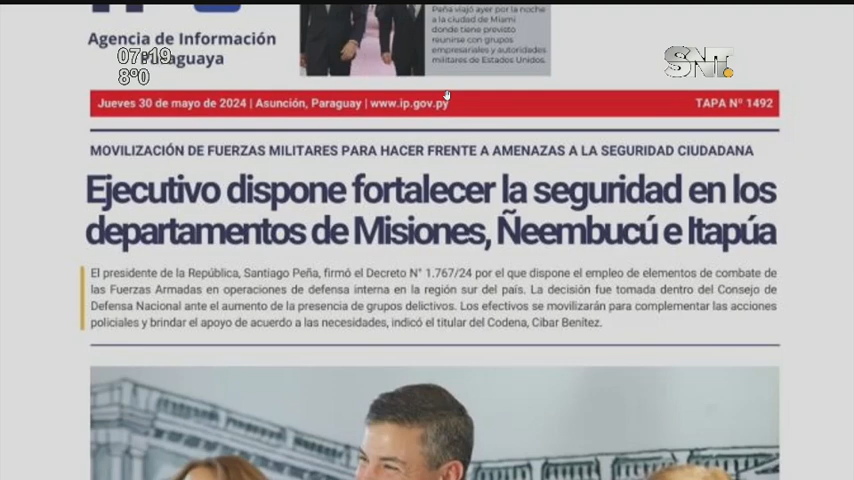 Peña viajó ayer por la noche
a la ciudad de Miami
donde tiene previsto
reunirse con grupos
empresariales y autoridades
militares de Estados Unidos.
Agencia de Información
Paraguaya
07:19
8º0
SNT
Jueves 30 de mayo de 2024 | Asunción, Paraguay | www.ip.gov.py
TAPA Nº 1492
MOVILIZACIÓN DE FUERZAS MILITARES PARA HACER FRENTE A AMENAZAS A LA SEGURIDAD CIUDADANA
Ejecutivo dispone fortalecer la seguridad en los
departamentos de Misiones, Ñeembucú e Itapúa
El presidente de la República, Santiago Peña, firmó el Decreto N° 1.767/24 por el que dispone el empleo de elementos de combate de
las Fuerzas Armadas en operaciones de defensa interna en la región sur del país. La decisión fue tomada dentro del Consejo de
Defensa Nacional ante el aumento de la presencia de grupos delictivos. Los efectivos se movilizarán para complementar las acciones
policiales y brindar el apoyo de acuerdo a las necesidades, indicó el titular del Codena, Cibar Benítez.